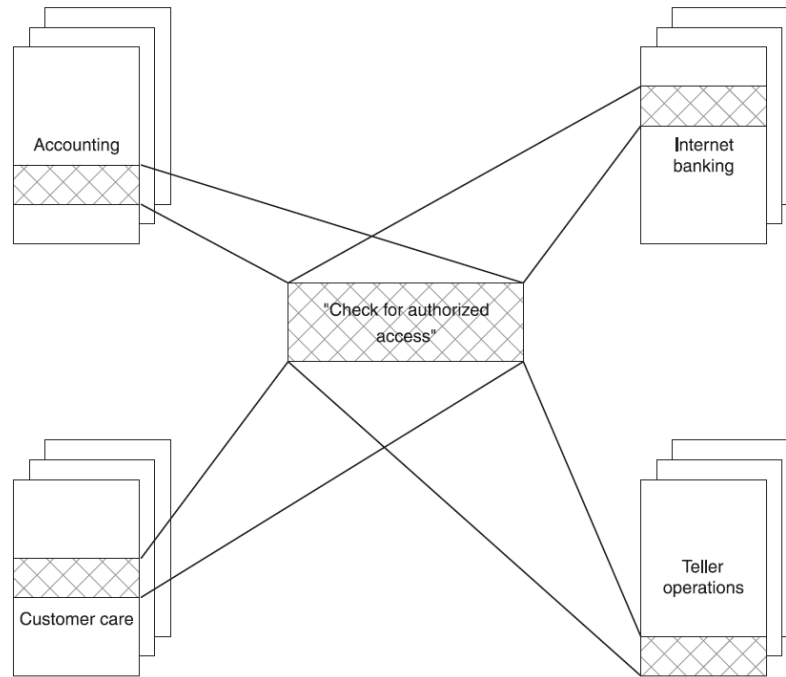 Accounting
Internet
banking
"Check for authorized
access"
Customer care
Teller
operations